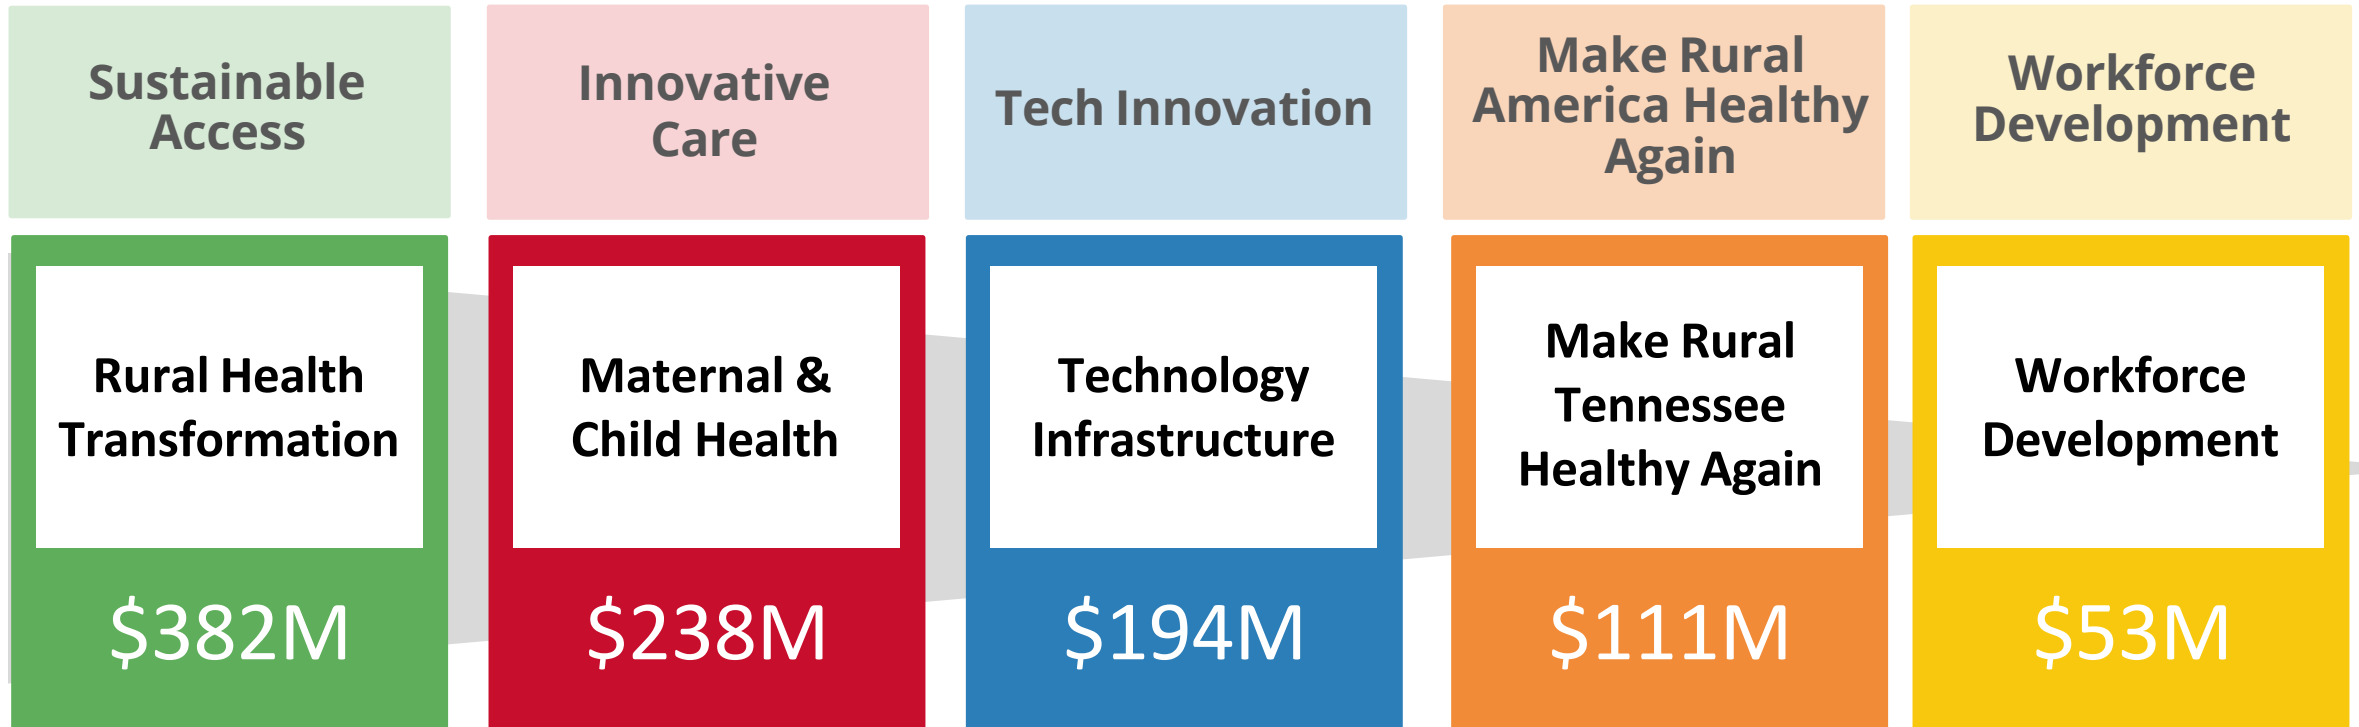 Sustainable
Access
Innovative
Care
Tech Innovation
Make Rural
America Healthy
Again
Workforce
Development
Rural Health
Transformation
$382M
Maternal &
Child Health
$238M
Technology
Infrastructure
$194M
Make Rural
Tennessee
Healthy Again
$111M
Workforce
Development
$53M